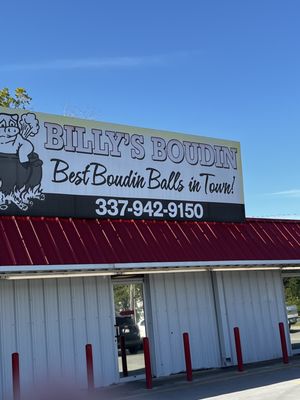 BILLY'S BOUDIN
Best Boudin Balls in Town!
337-942-9150